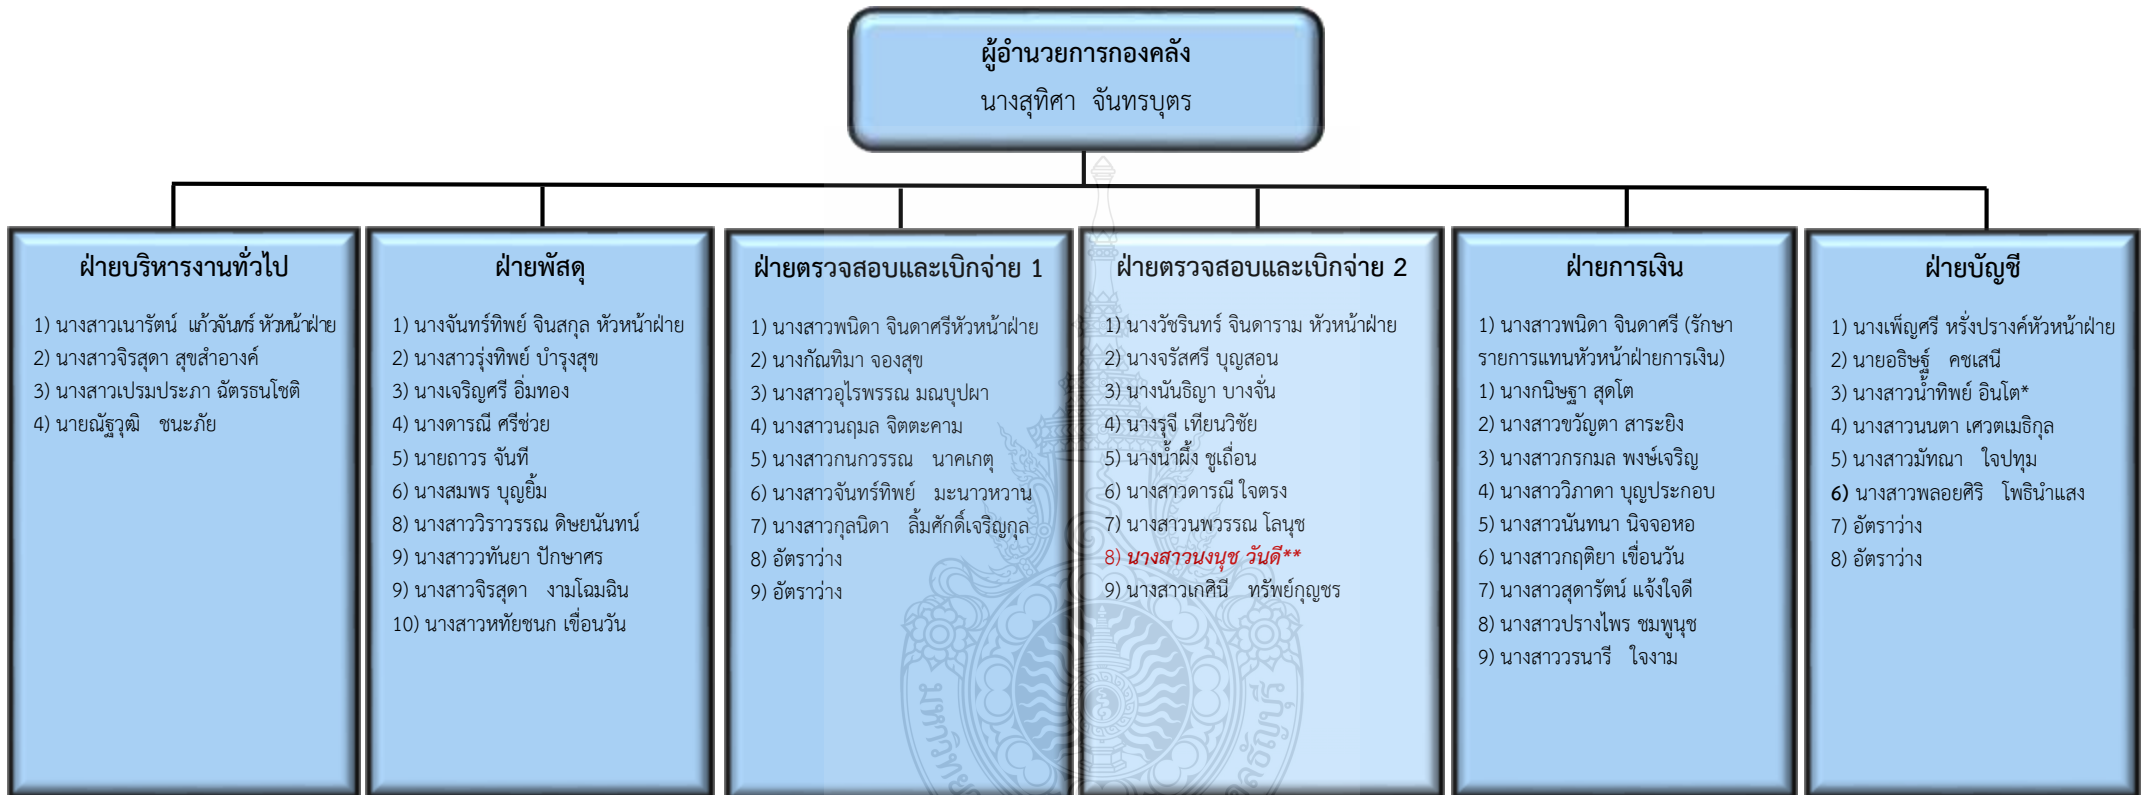 ผู้อำนวยการกองคลัง
นางสุทิศา จันทรบุตร
ฝ่ายบริหารงานทั่วไป
1) นางสาวเนารัตน์ แก้วจันทร์ หัวหน้าฝ่าย
2) นางสาวจิรสุดา สุขสำอางค์
3) นางสาวเปรมประภา ฉัตรธนโชติ
4) นายณัฐวุฒิ ชนะภัย
ฝ่ายพัสดุ
1) นางจันทร์ทิพย์ จินสกุล หัวหน้าฝ่าย
2) นางสาวรุ่งทิพย์ บำรุงสุข
3) นางเจริญศรี อิ่มทอง
4) นางดารณี ศรีช่วย
5) นายถาวร จันที
6) นางสมพร บุญยิ้ม
8) นางสาววิราวรรณ ดิษยนันทน์
9) นางสาววทันยา ปักษาศร
9) นางสาวจิรสุดา งามโฉมฉิน
10) นางสาวหทัยชนก เขื่อนวัน
ฝ่ายตรวจสอบและเบิกจ่าย 1
1) นางสาวพนิดา จินดาศรีหัวหน้าฝ่าย
2) นางกัณทิมา จองสุข
3) นางสาวอุไรพรรณ มณบุปผา
4) นางสาวนฤมล จิตตะคาม
5) นางสาวกนกวรรณ นาคเกตุ
6) นางสาวจันทร์ทิพย์ มะนาวหวาน
7) นางสาวกุลนิดา ลิ้มศักดิ์เจริญกุล
8) อัตราว่าง
9) อัตราว่าง
ฝ่ายตรวจสอบและเบิกจ่าย 2
1) นางวัชรินทร์ จินดาราม หัวหน้าฝ่าย
2) นางจรัสศรี บุญสอน
3) นางนันธิญา บางจั่น
4) นางรุจี เทียนวิชัย
5) นางน้ำผึ้ง ชูเถื่อน
6) นางสาวดารณี ใจตรง
7) นางสาวนพวรรณ โลนุช
8) นางสาวนงนุช วันดี**
9) นางสาวเกศินี ทรัพย์กุญชร
ฝ่ายการเงิน
1) นางสาวพนิดา จินดาศรี (รักษา
รายการแทนหัวหน้าฝ่ายการเงิน)
1) นางกนิษฐา สุดโต
2) นางสาวขวัญตา สาระยิง
3) นางสาวกรกมล พงษ์เจริญ
4) นางสาววิภาดา บุญประกอบ
5) นางสาวนันทนา นิจจอหอ
6) นางสาวกฤติยา เขื่อนวัน
7) นางสาวสุดารัตน์ แจ้งใจดี
8) นางสาวปรางไพร ชมพูนุช
9) นางสาววรนารี ใจงาม
ฝ่ายบัญชี
1) นางเพ็ญศรี หรั่งปรางค์หัวหน้าฝ่าย
2) นายอธิษฐ์ คชเสนี
3) นางสาวน้ำทิพย์ อินโต*
4) นางสาวนนตา เศวตเมธิกุล
5) นางสาวมัทณา ใจปทุม
6) นางสาวพลอยศิริ โพธินำแสง
7) อัตราว่าง
8) อัตราว่าง